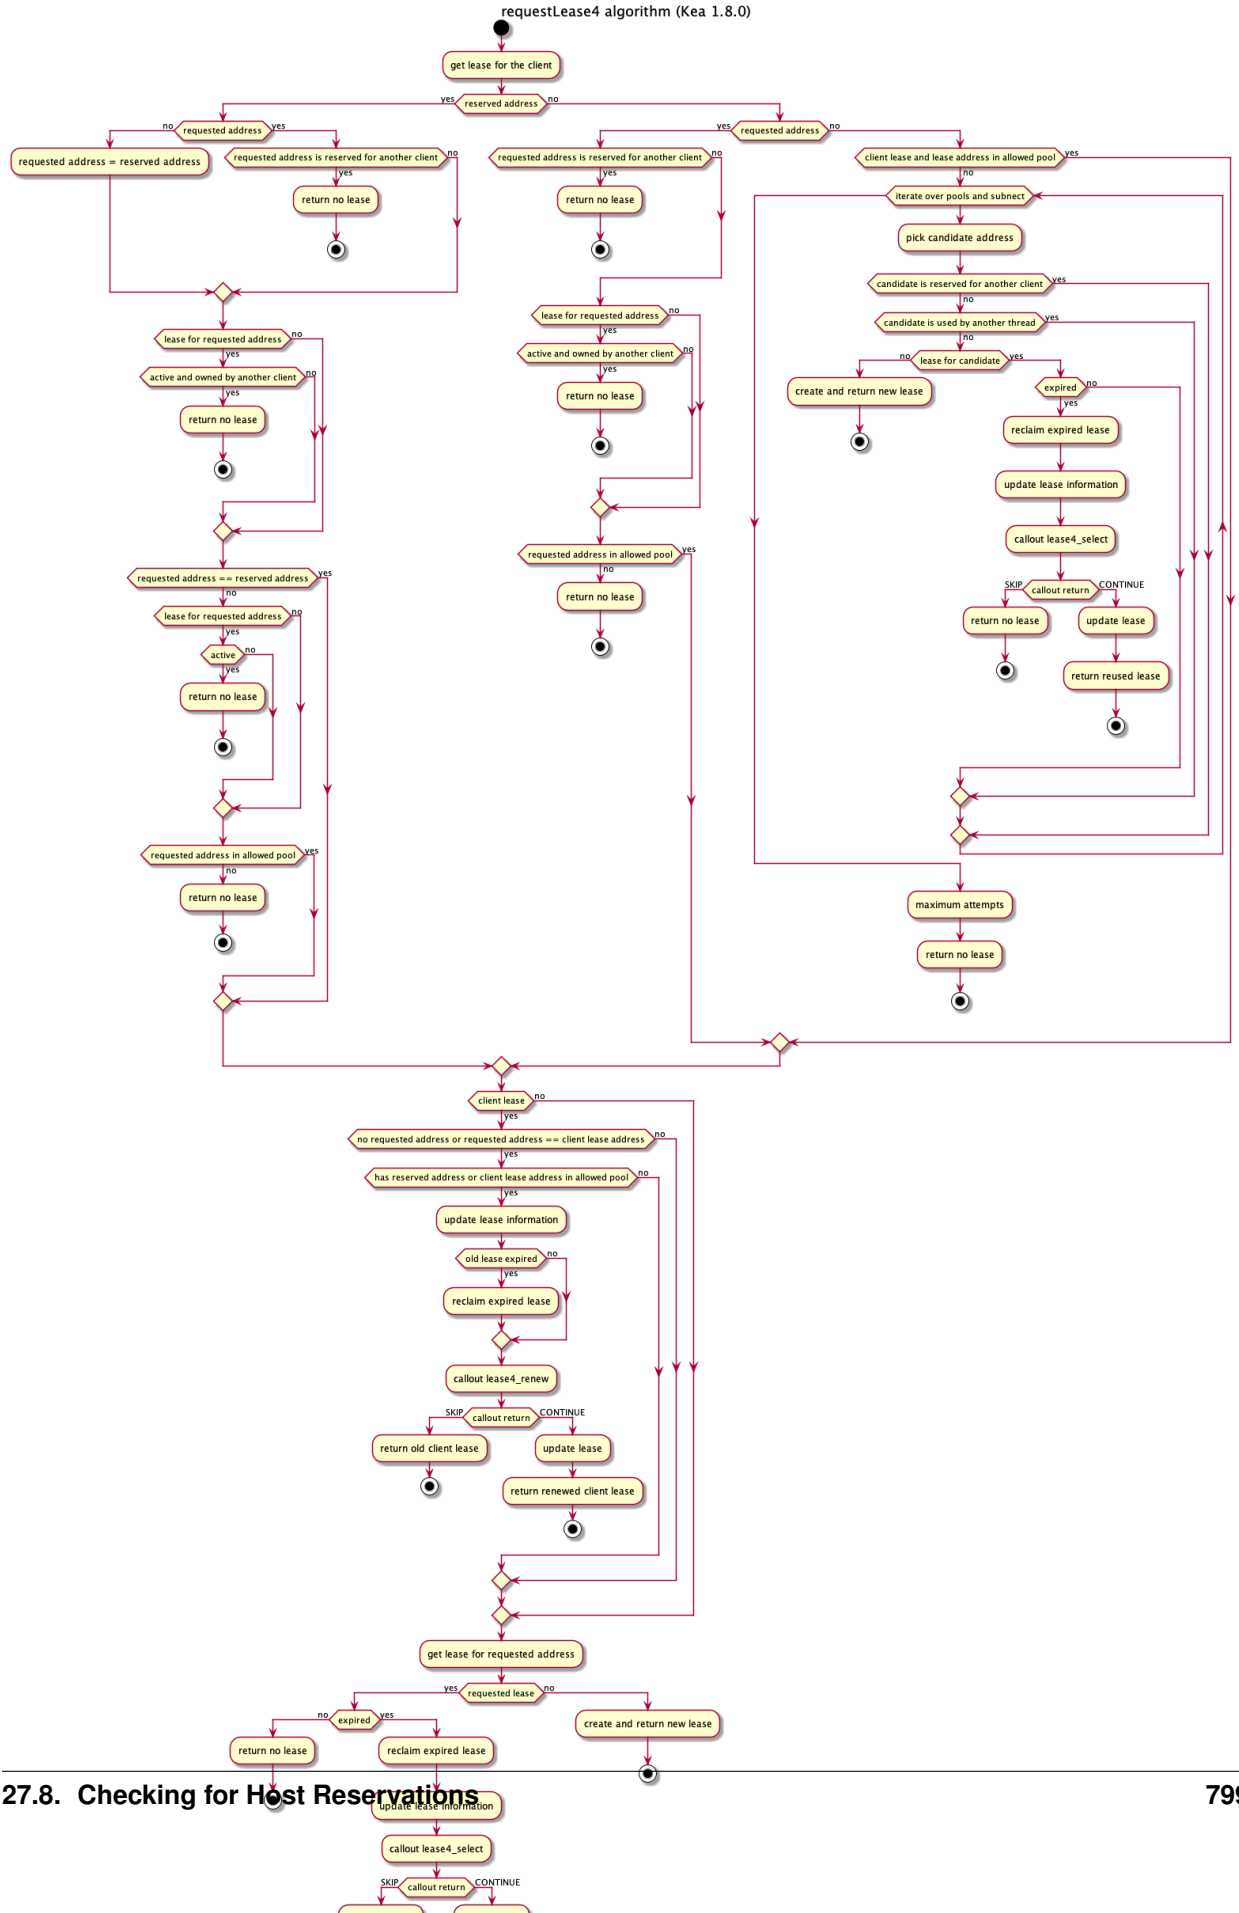 requestLease4 algorithm (Kea 1.8.0)
get lease for the client
yes
reserved address
no
no
requested address
yes
requested address = reserved address
requested address is reserved for another client
no
yes
return no lease
lease for requested address
no
yes
active and owned by another client
no
yes
return no lease
requested address == reserved address
yes
no
lease for requested address
no
yes
active
no
yes
return no lease
requested address in allowed pool
yes
no
return no lease
yes
requested address
no
requested address is reserved for another client
no
yes
return no lease
lease for requested address
no
yes
active and owned by another client
no
yes
return no lease
requested address in allowed pool
yes
no
return no lease
client lease and lease address in allowed pool
yes
no
iterate over pools and subnect
pick candidate address
candidate is reserved for another client
yes
no
candidate is used by another thread
yes
no
no
lease for candidate
yes
create and return new lease
expired
no
yes
reclaim expired lease
update lease information
callout lease4_select
SKIP
callout return
CONTINUE
return no lease
update lease
return reused lease
maximum attempts
return no lease
client lease
no
yes
no requested address or requested address == client lease address
no
yes
has reserved address or client lease address in allowed pool
no
yes
update lease information
old lease expired
no
yes
reclaim expired lease
callout lease4_renew
SKIP
callout return
CONTINUE
return old client lease
update lease
return renewed client lease
get lease for requested address
yes
requested lease
no
no
expired
yes
create and return new lease
return no lease
reclaim expired lease
27.8. Checking for Host Reservations
799
update lease information
callout lease4_select
SKIP
callout return
CONTINUE